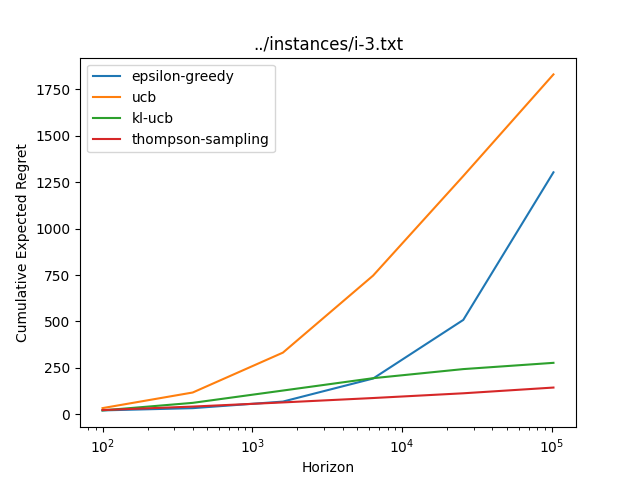 ../instances/i-3.txt
epsilon-greedy
ucb
kl-ucb
thompson-sampling
Cumulative Expected Regret
1750
1500
1250
1000
750
500
250
0
10²
10³
10⁴
10⁵
Horizon